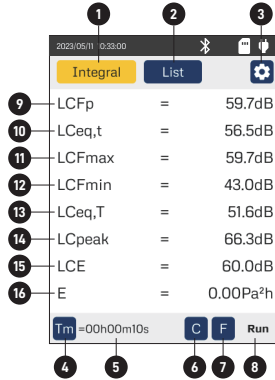 1 2 3
2023/05/11 0:33:00
Integral List
9 LCFp = 59.7dB
10 LCeq,t = 56.5dB
11 LCFmax = 59.7dB
12 LCFmin = 43.0dB
13 LCeq,T = 51.6dB
14 LCpeak = 66.3dB
15 LCE = 60.0dB
16 E = 0.00Pa²h
Tm =00h00m10s C F Run
4 5 6 7 8